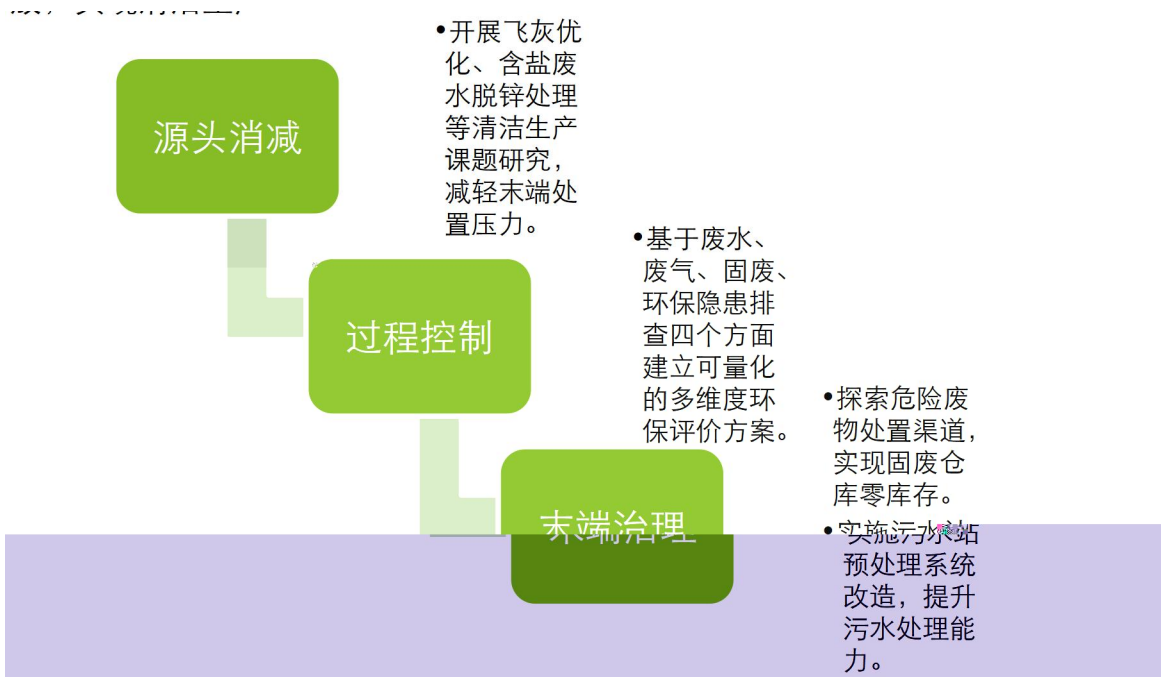 源头消减
•开展飞灰优
化、含盐废
水脱锌处理
等清洁生产
课题研究，
减轻末端处
置压力。
过程控制
•基于废水、
废气、固废、
环保隐患排
查四个方面
建立可量化
的多维度环
保评价方案。
末端治理
•探索危险废
物处置渠道，
实现固废仓
库零库存。
•实施污水站
预处理系统
改造，提升
污水处理能
力。